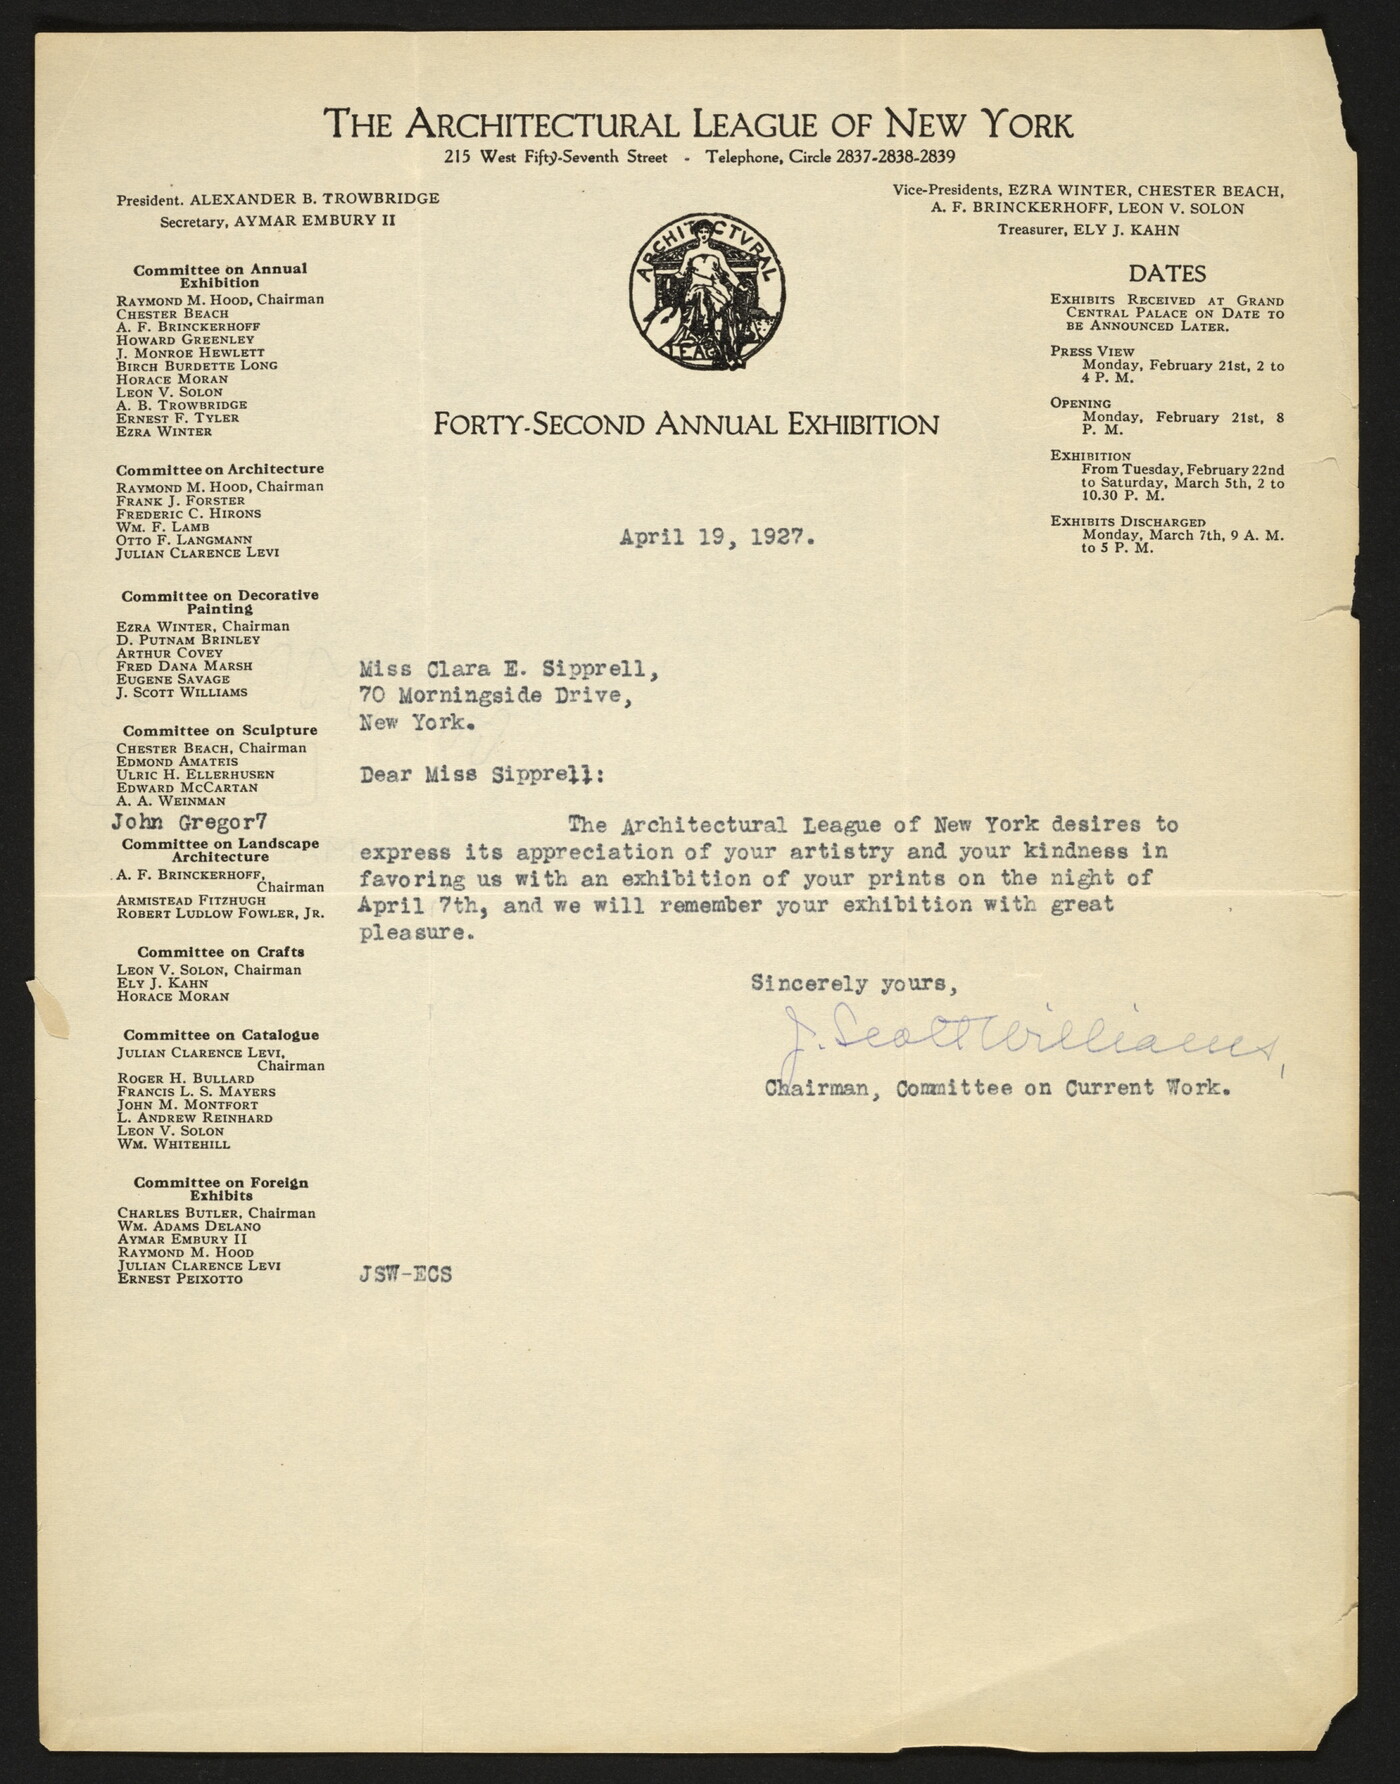 THE ARCHITECTURAL LEAGUE OF NEW YORK
215 West Fifty-Seventh Street - Telephone, Circle 2837-2838-2839
President. ALEXANDER B. TROWBRIDGE
Secretary, AYMAR EMBURY II
Vice-Presidents, EZRA WINTER, CHESTER BEACH,
A. F. BRINCKERHOFF, LEON V. SOLON
Treasurer, ELY J. KAHN
ARCHITECTVRAL
LEAGVE
FORTY-SECOND ANNUAL EXHIBITION
Committee on Annual
Exhibition
RAYMOND M. HOOD, Chairman
CHESTER BEACH
A. F. BRINCKERHOFF
HOWARD GREENLEY
J. MONROE HEWLETT
BIRCH BURDETTE LONG
HORACE MORAN
LEON V. SOLON
A. B. TROWBRIDGE
ERNEST F. TYLER
EZRA WINTER
Committee on Architecture
RAYMOND M. HOOD, Chairman
FRANK J. FORSTER
FREDERIC C. HIRONS
WM. F. LAMB
OTTO F. LANGMANN
JULIAN CLARENCE LEVI
Committee on Decorative
Painting
EZRA WINTER, Chairman
D. PUTNAM BRINLEY
ARTHUR COVEY
FRED DANA MARSH
EUGENE SAVAGE
J. SCOTT WILLIAMS
Committee on Sculpture
CHESTER BEACH, Chairman
EDMOND AMATEIS
ULRIC H. ELLERHUSEN
EDWARD MCCARTAN
A. A. WEINMAN
John Gregor7
Committee on Landscape
Architecture
A. F. BRINCKERHOFF,
Chairman
ARMISTEAD FITZHUGH
ROBERT LUDLOW FOWLER, JR.
Committee on Crafts
LEON V. SOLON, Chairman
ELY J. KAHN
HORACE MORAN
Committee on Catalogue
JULIAN CLARENCE LEVI,
Chairman
ROGER H. BULLARD
FRANCIS L. S. MAYERS
JOHN M. MONTFORT
L. ANDREW REINHARD
LEON V. SOLON
WM. WHITEHILL
Committee on Foreign
Exhibits
CHARLES BUTLER, Chairman
WM. ADAMS DELANO
AYMAR EMBURY II
RAYMOND M. HOOD
JULIAN CLARENCE LEVI
ERNEST PEIXOTTO
DATES
EXHIBITS RECEIVED AT GRAND
CENTRAL PALACE ON DATE TO
BE ANNOUNCED LATER.
PRESS VIEW
Monday, February 21st, 2 to
4 P. M.
OPENING
Monday, February 21st, 8
P. M.
EXHIBITION
From Tuesday, February 22nd
to Saturday, March 5th, 2 to
10.30 P. M.
EXHIBITS DISCHARGED
Monday, March 7th, 9 A. M.
to 5 P. M.
April 19, 1927.
Miss Clara E. Sipprell,
70 Morningside Drive,
New York.
Dear Miss Sipprell:
The Architectural League of New York desires to
express its appreciation of your artistry and your kindness in
favoring us with an exhibition of your prints on the night of
April 7th, and we will remember your exhibition with great
pleasure.
Sincerely yours,
J. Scott Williams,
Chairman, Committee on Current Work.
JSW-ECS